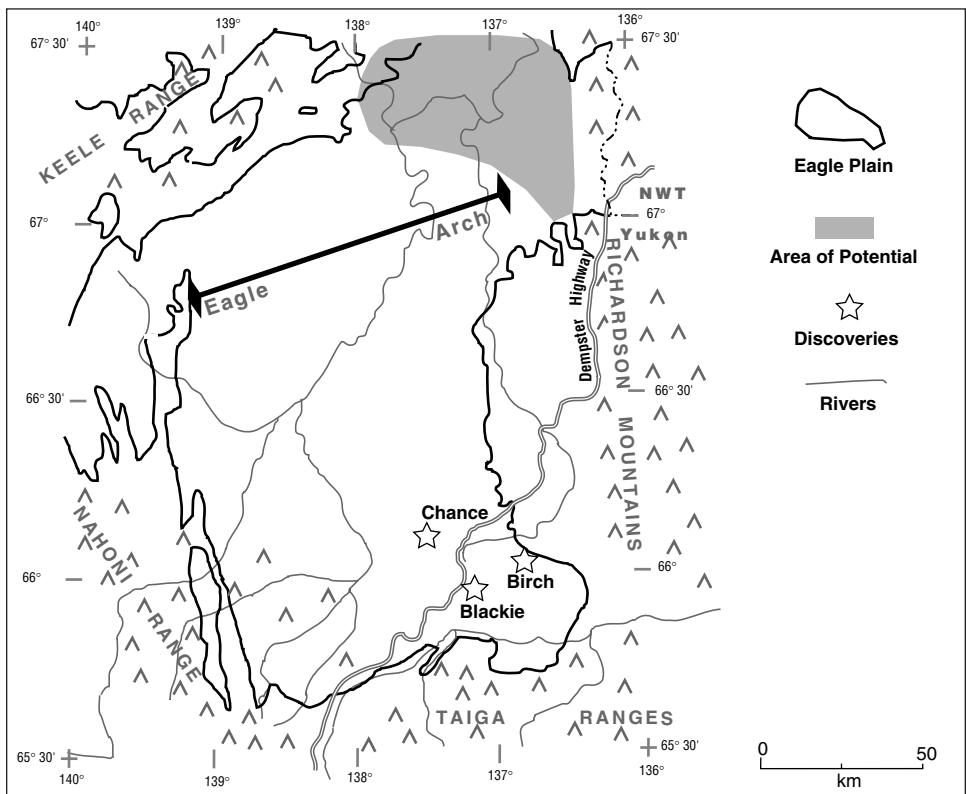 140° 139° 138° 137° 136°
67° 30' 67° 30'
KEELE RANGE
Eagle Plain
NWT
67° 67°
Yukon
Area of Potential
Eagle Arch
Dempster Highway
RICHARDSON MOUNTAINS
Discoveries
66° 30' 66° 30'
Rivers
NAHONI RANGE
Chance
66° 66°
Birch
Blackie
TAIGA RANGES
65° 30' 65° 30'
140° 139° 138° 137° 136°
0 50
km